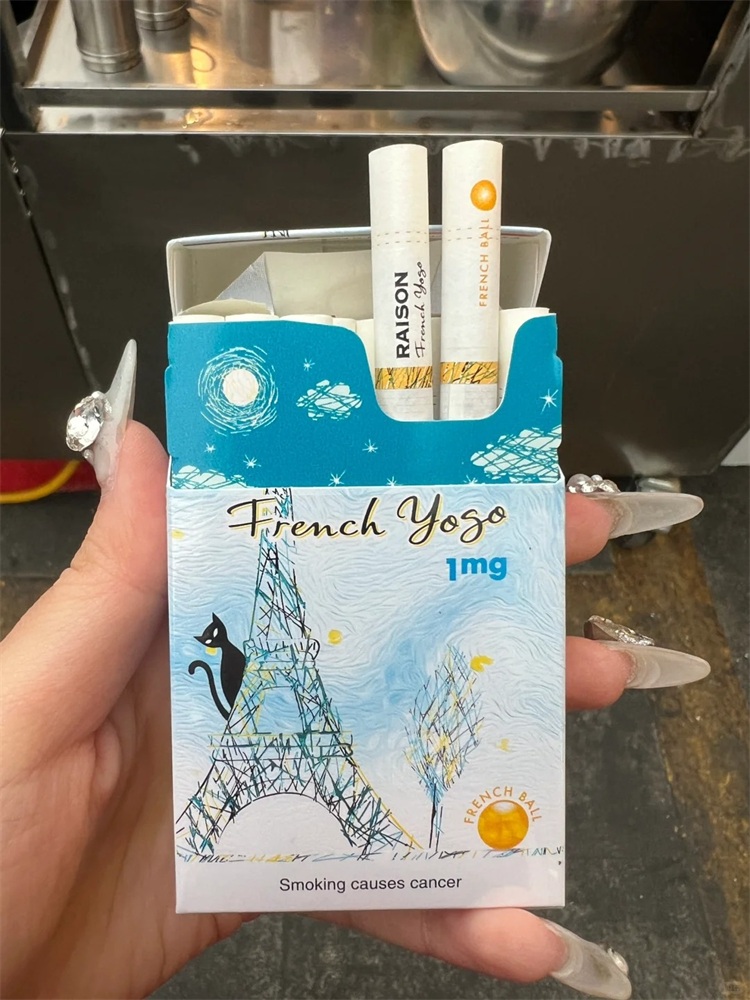 RAISON
French Yogo
FRENCH BALL
French Yogo
1mg
FRENCH BALL
Smoking causes cancer